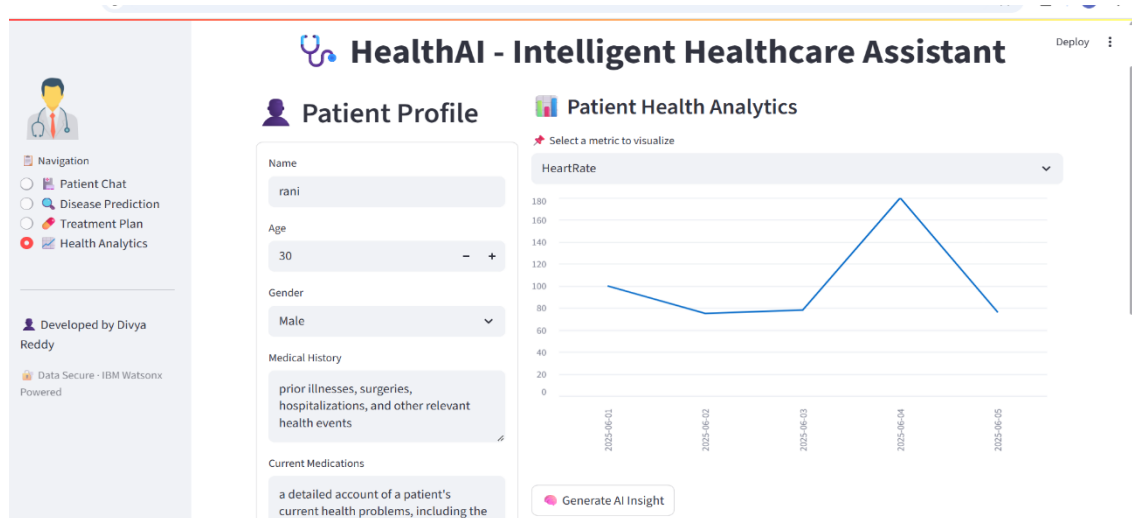 HealthAI - Intelligent Healthcare Assistant
Deploy
Navigation
Patient Chat
Disease Prediction
Treatment Plan
Health Analytics
Developed by Divya
Reddy
Data Secure - IBM Watsonx
Powered
Patient Profile
Name
rani
Age
30
- +
Gender
Male
Medical History
prior illnesses, surgeries,
hospitalizations, and other relevant
health events
Current Medications
a detailed account of a patient's
current health problems, including the
Patient Health Analytics
Select a metric to visualize
HeartRate
180
160
140
120
100
80
60
40
20
0
2025-06-01
2025-06-02
2025-06-03
2025-06-04
2025-06-05
Generate AI Insight